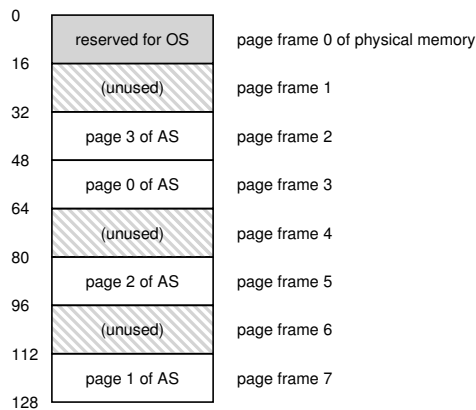 0
reserved for OS page frame 0 of physical memory
16
(unused) page frame 1
32
page 3 of AS page frame 2
48
page 0 of AS page frame 3
64
(unused) page frame 4
80
page 2 of AS page frame 5
96
(unused) page frame 6
112
page 1 of AS page frame 7
128